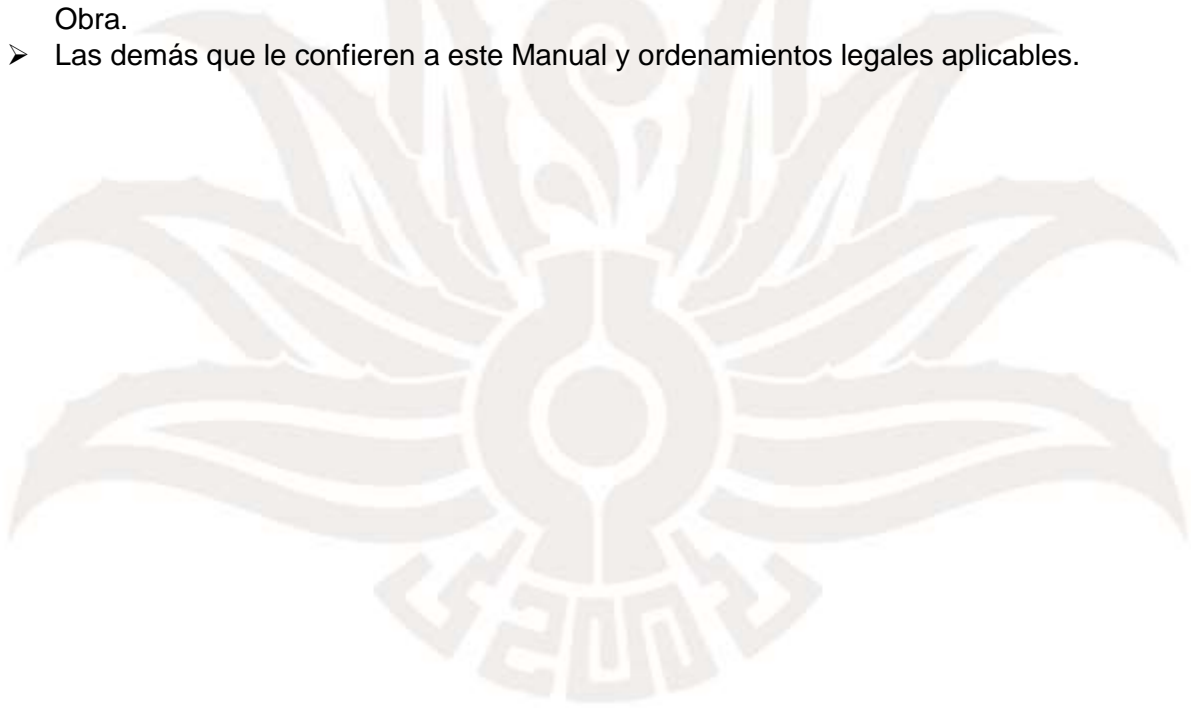 Obra.
➢ Las demás que le confieren a este Manual y ordenamientos legales aplicables.